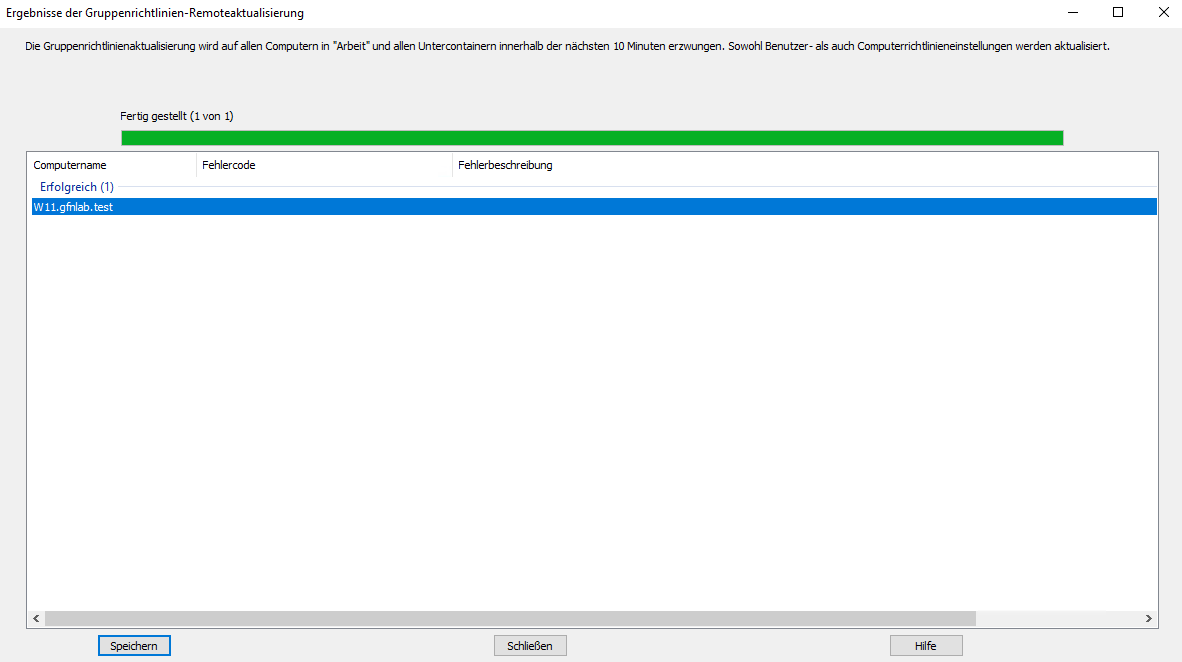 Ergebnisse der Gruppenrichtlinien-Remoteaktualisierung
Die Gruppenrichtlinienaktualisierung wird auf allen Computern in "Arbeit" und allen Untercontainern innerhalb der nächsten 10 Minuten erzwungen. Sowohl Benutzer- als auch Computerrichtlinieneinstellungen werden aktualisiert.
Fertig gestellt (1 von 1)
Computername Fehlercode Fehlerbeschreibung
Erfolgreich (1)
W11.gfnlab.test
Speichern Schließen Hilfe